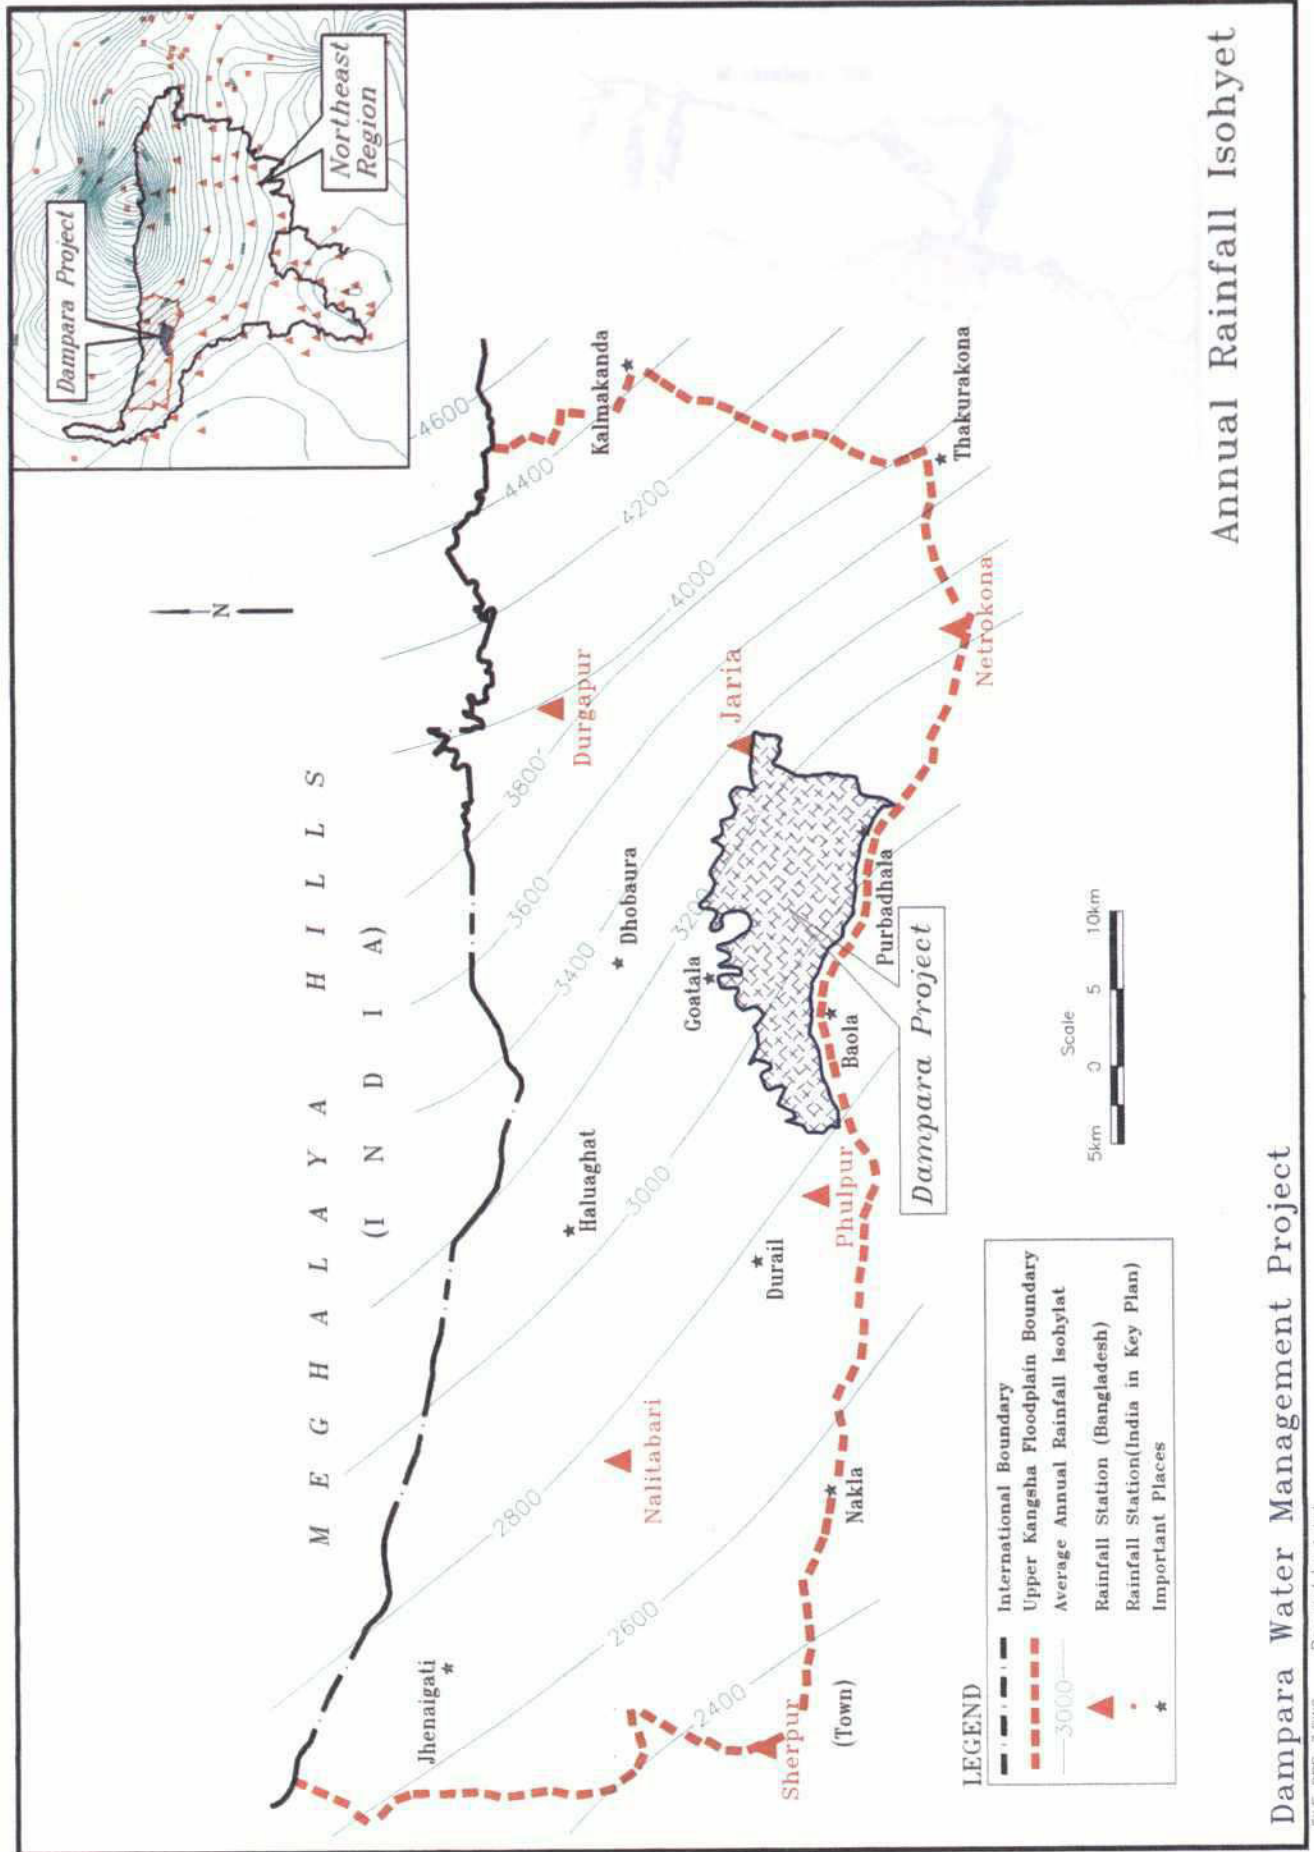 Dampara Project
Northeast
Region
N
M E G H A L A Y A   H I L L S
(I N D I A)
4600
4400
4200
4000
3800
3600
3400
3200
3000
2800
2600
2400
Kalmakanda
Thakurakona
Durgapur
Jaria
Netrokona
Dhobaura
Goatala
Purbadhala
Baola
Haluaghat
Durail
Phulpur
Nalitabari
Nakla
Jhenaigati
Sherpur
(Town)
Dampara Project
Scale
5km 0 5 10km
LEGEND
International Boundary
Upper Kangsha Floodplain Boundary
3000 Average Annual Rainfall Isohylat
Rainfall Station (Bangladesh)
Rainfall Station(India in Key Plan)
Important Places
Dampara Water Management Project
Annual Rainfall Isohyet